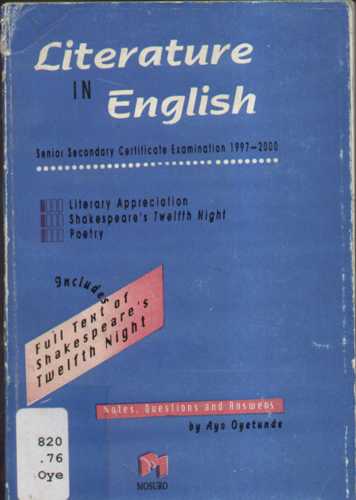 Literature
IN
English
Senior Secondary Certificate Examination 1997-2000
Literary Appreciation
Shakespeare's Twelfth Night
Poetry
Includes
Full Text of
Shakespeare's
Twelfth Night
Notes, Questions and Answers
by Ayo Oyetunde
820
.76
Oye
MOSURO